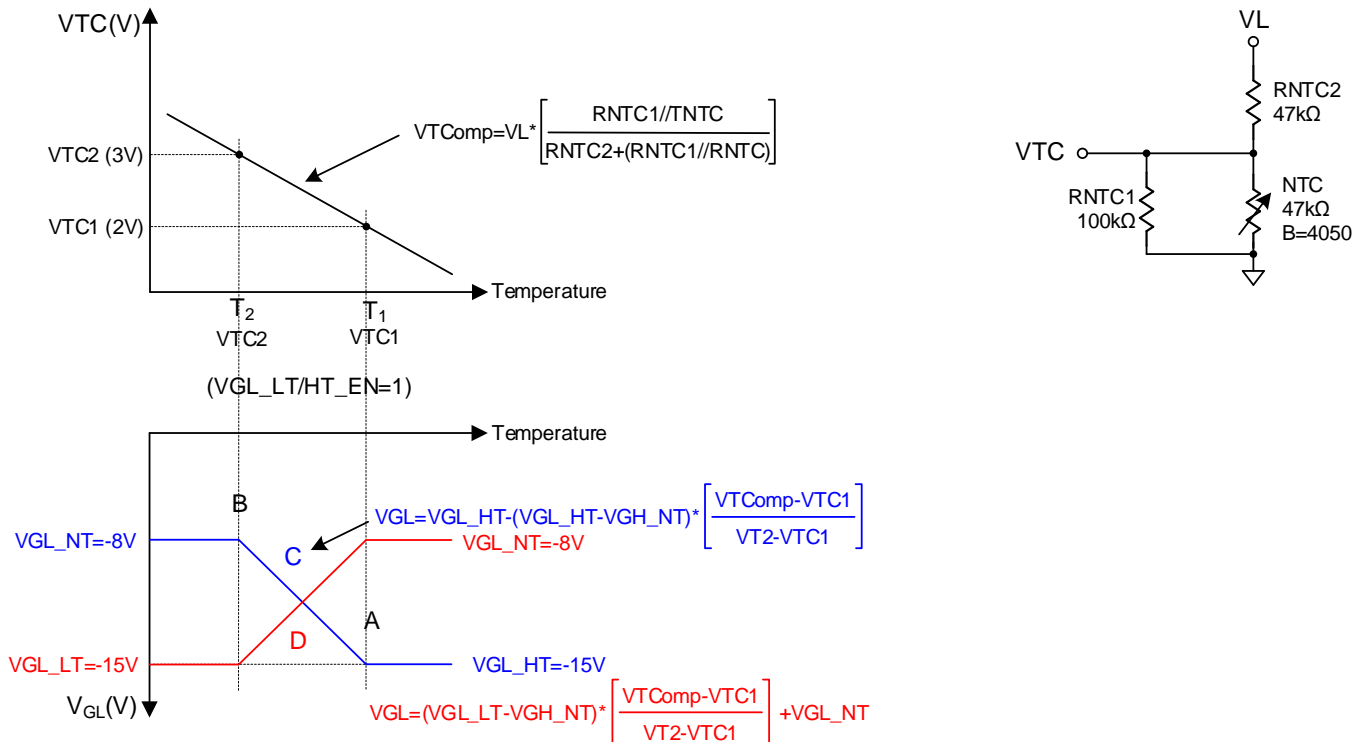 VTC(V)
VTComp=VL*[RNTC1//TNTC
RNTC2+(RNTC1//RNTC)]
VTC2 (3V)
VTC1 (2V)
Temperature
T2
VTC2
T1
VTC1
VL
RNTC2
47kΩ
VTC
RNTC1
100kΩ
NTC
47kΩ
B=4050
(VGL_LT/HT_EN=1)
Temperature
B
VGL=VGL_HT-(VGL_HT-VGH_NT)*[VTComp-VTC1
VT2-VTC1]
VGL_NT=-8V
C
VGL_NT=-8V
A
D
VGL_LT=-15V
VGL_HT=-15V
VGL(V)
VGL=(VGL_LT-VGH_NT)*[VTComp-VTC1
VT2-VTC1]+VGL_NT